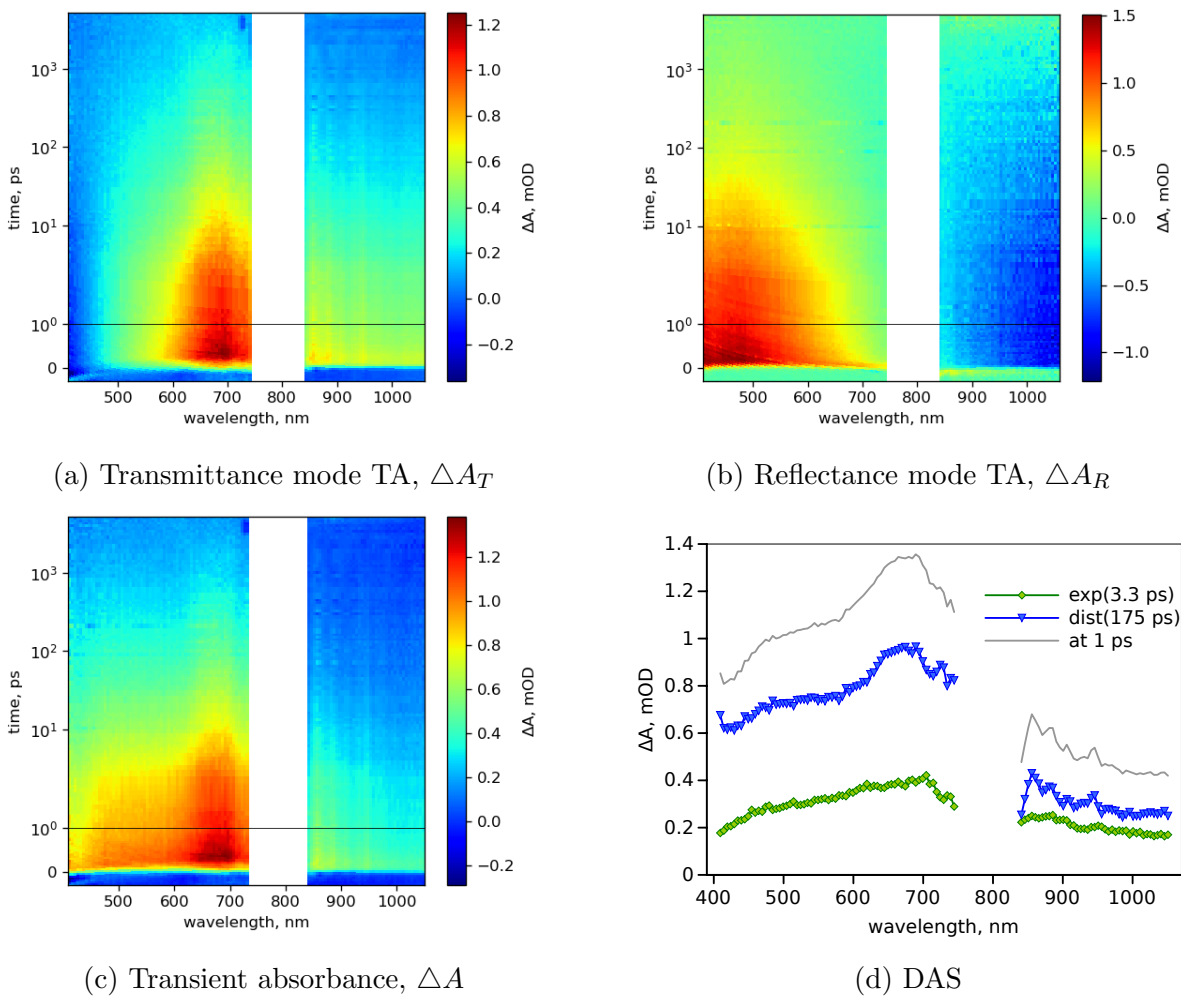 10³
10²
10¹
10⁰
0
time, ps
500 600 700 800 900 1000
wavelength, nm
1.2
1.0
0.8
0.6
0.4
0.2
0.0
−0.2
ΔA, mOD
(a) Transmittance mode TA, △A_T
10³
10²
10¹
10⁰
0
time, ps
500 600 700 800 900 1000
wavelength, nm
1.5
1.0
0.5
0.0
−0.5
−1.0
ΔA, mOD
(b) Reflectance mode TA, △A_R
10³
10²
10¹
10⁰
0
time, ps
500 600 700 800 900 1000
wavelength, nm
1.2
1.0
0.8
0.6
0.4
0.2
0.0
−0.2
ΔA, mOD
(c) Transient absorbance, △A
1.4
1.2
1
0.8
0.6
0.4
0.2
0
ΔA, mOD
exp(3.3 ps)
dist(175 ps)
at 1 ps
400 500 600 700 800 900 1000
wavelength, nm
(d) DAS